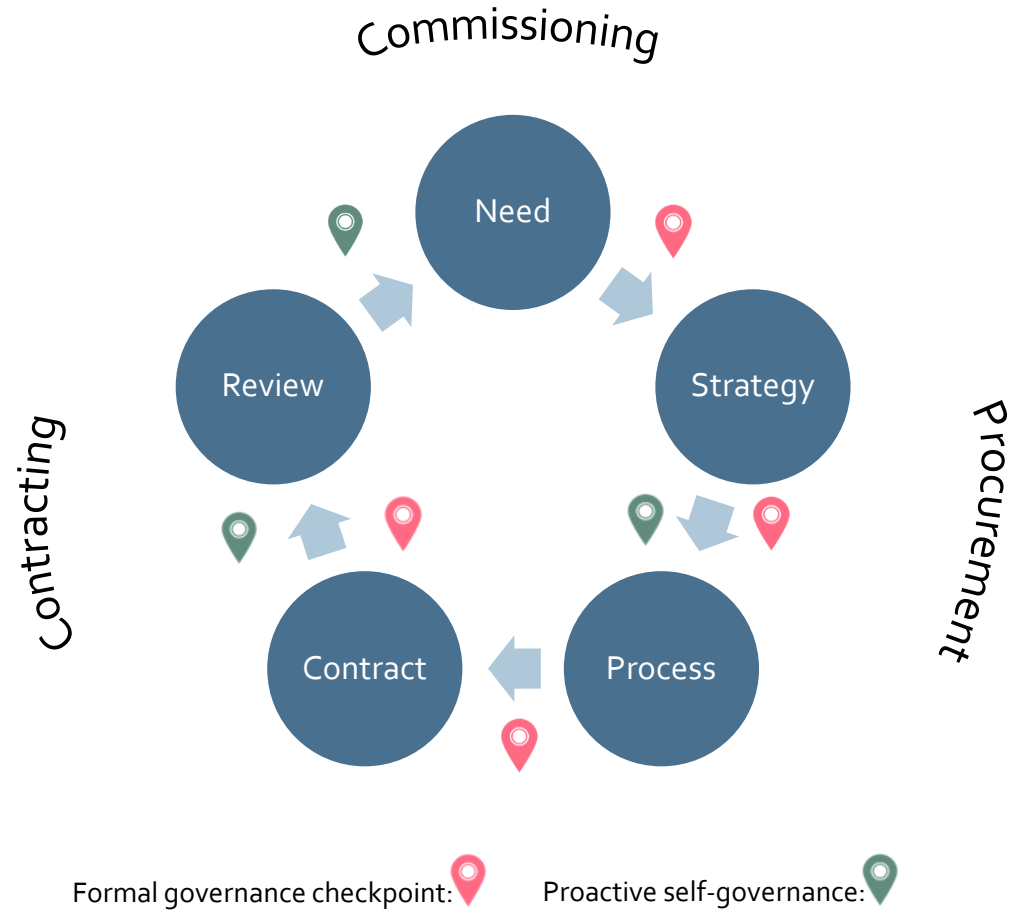 Commissioning
Need
Review
Strategy
Contracting
Procurement
Contract
Process
Formal governance checkpoint:
Proactive self-governance: